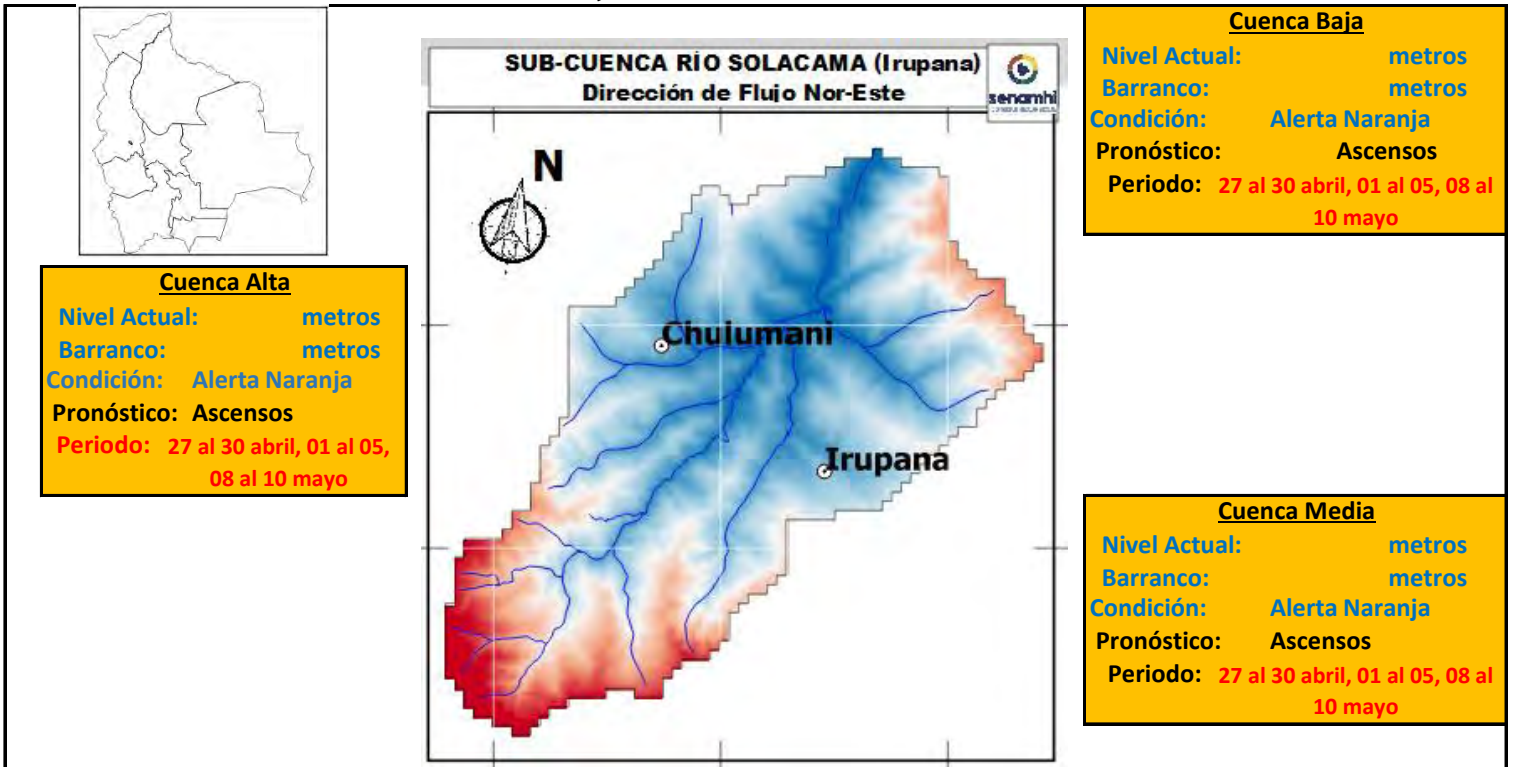 SUB-CUENCA RÍO SOLACAMA (Irupana)
Dirección de Flujo Nor-Este
senamhi
N
Chulumani
Irupana
Cuenca Alta
Nivel Actual: metros
Barranco: metros
Condición: Alerta Naranja
Pronóstico: Ascensos
Periodo: 27 al 30 abril, 01 al 05,
08 al 10 mayo
Cuenca Baja
Nivel Actual: metros
Barranco: metros
Condición: Alerta Naranja
Pronóstico: Ascensos
Periodo: 27 al 30 abril, 01 al 05, 08 al
10 mayo
Cuenca Media
Nivel Actual: metros
Barranco: metros
Condición: Alerta Naranja
Pronóstico: Ascensos
Periodo: 27 al 30 abril, 01 al 05, 08 al
10 mayo